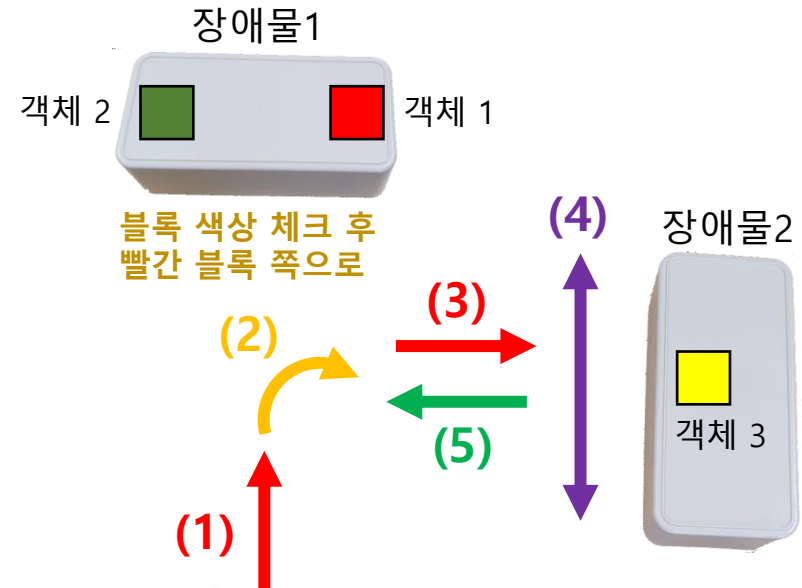 장애물1
객체 2
객체 1
블록 색상 체크 후
빨간 블록 쪽으로
(4)
장애물2
(3)
(2)
객체 3
(5)
(1)